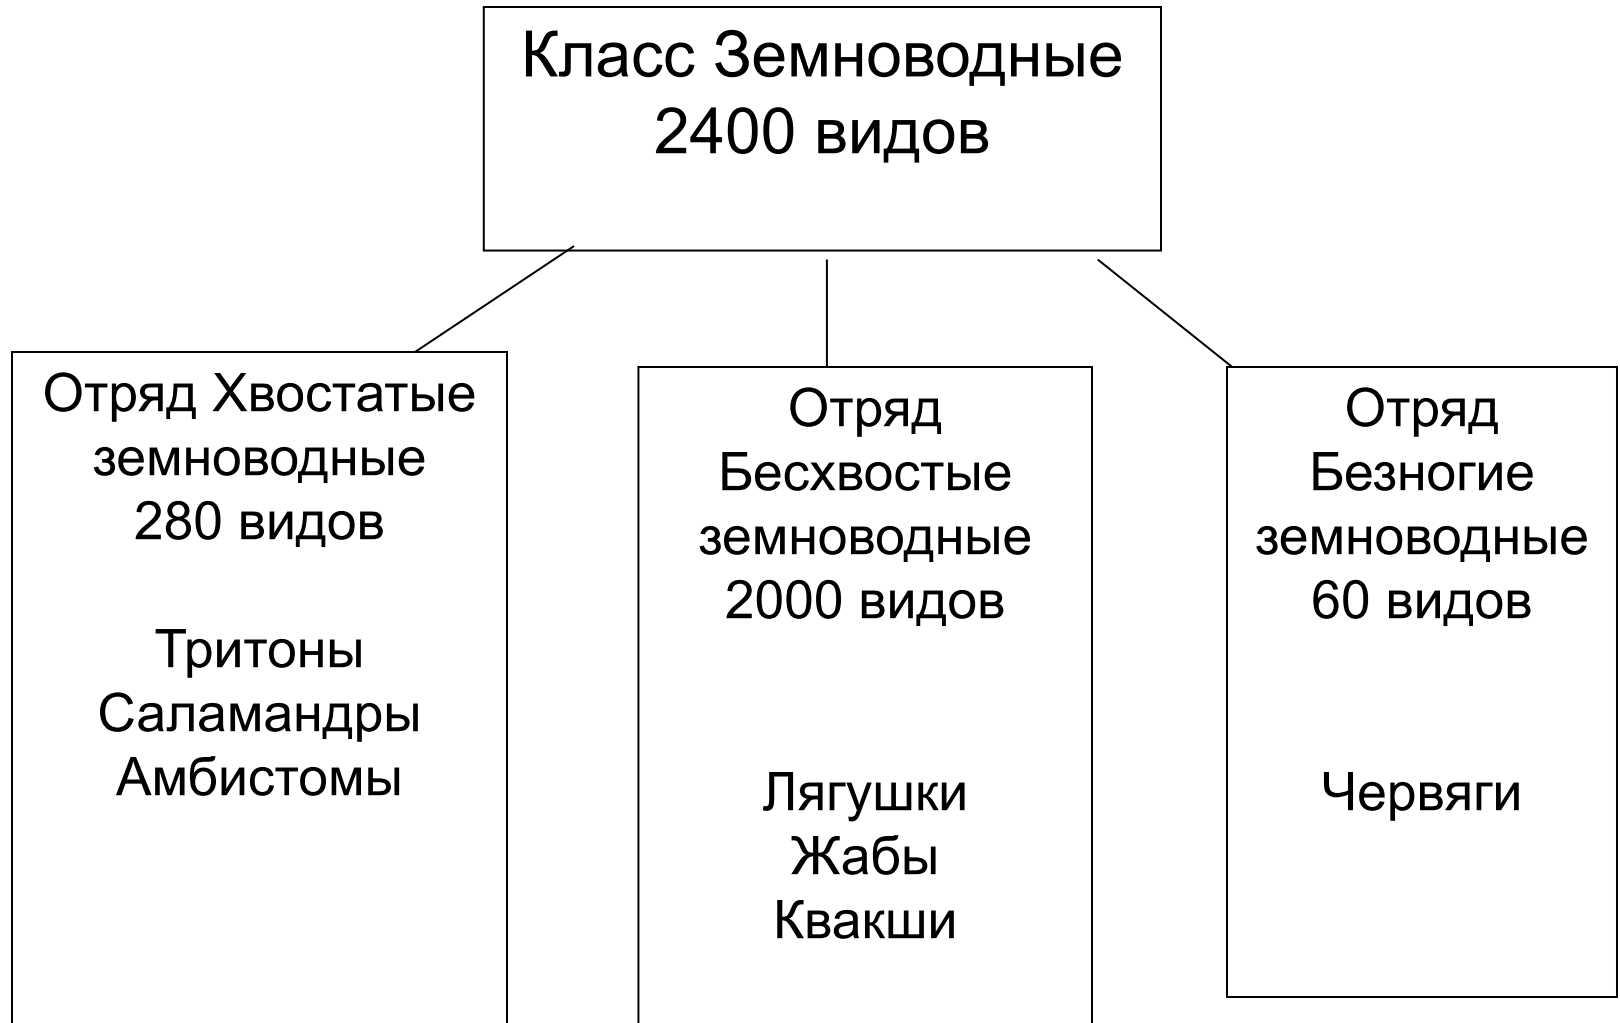 Класс Земноводные
2400 видов
Отряд Хвостатые
земноводные
280 видов
Тритоны
Саламандры
Амбистомы
Отряд
Бесхвостые
земноводные
2000 видов
Лягушки
Жабы
Квакши
Отряд
Безногие
земноводные
60 видов
Червяги